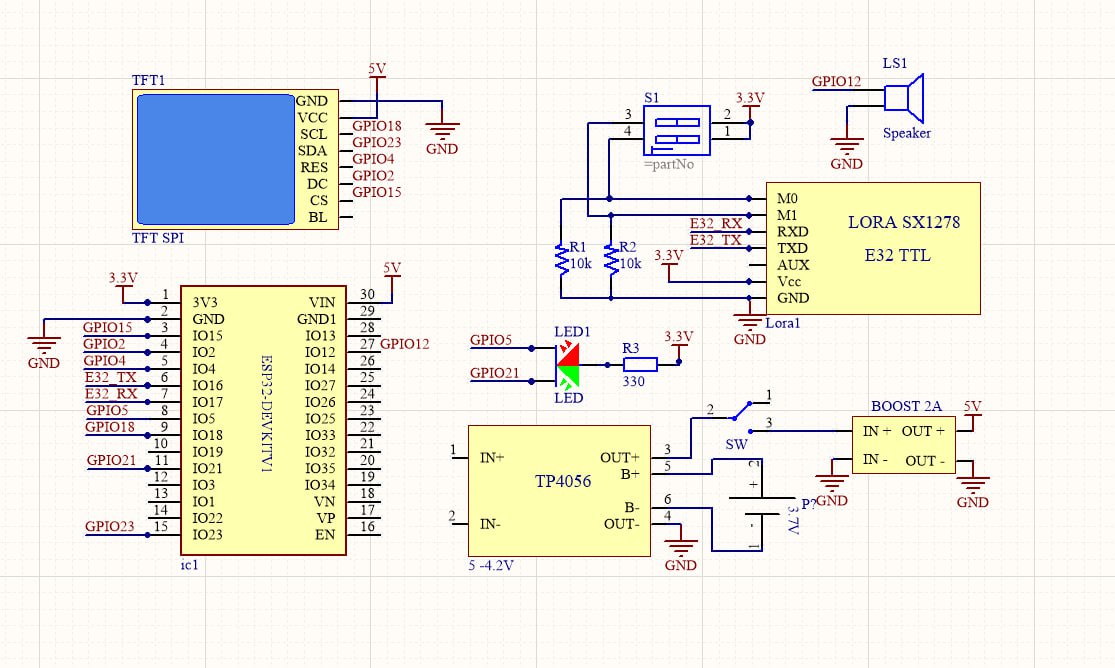 TFT1
5V
GND
VCC
SCL GPIO18
SDA GPIO23
RES GPIO4
DC GPIO2
CS GPIO15
BL
GND
TFT SPI
S1
3.3V
3 2
4 1
=partNo
LS1
GPIO12
Speaker
GND
M0
M1
E32_RX RXD
E32_TX TXD
AUX
Vcc
GND
LORA SX1278
E32 TTL
R1
10k
R2
10k
3.3V
GND
Lora1
3.3V
5V
GND
1 3V3 VIN 30
2 GND GND1 29
GPIO15 3 IO15 IO13 28
GPIO2 4 IO2 IO12 27 GPIO12
GPIO4 5 IO4 IO14 26
E32_TX 6 IO16 IO27 25
E32_RX 7 IO17 IO26 24
GPIO5 8 IO5 IO25 23
GPIO18 9 IO18 IO33 22
10 IO19 IO32 21
GPIO21 11 IO21 IO35 20
12 IO3 IO34 19
13 IO1 VN 18
14 IO22 VP 17
GPIO23 15 IO23 EN 16
ESP32-DEVKITV1
ic1
LED1
GPIO5
GPIO21
LED
R3
330
3.3V
1 IN+
2 IN-
TP4056
OUT+ 3
B+ 5
B- 6
OUT- 4
5 -4.2V
GND
2
1
3
SW
2
+
-
1
P?
3.7V
BOOST 2A
5V
IN + OUT +
IN - OUT -
GND
GND